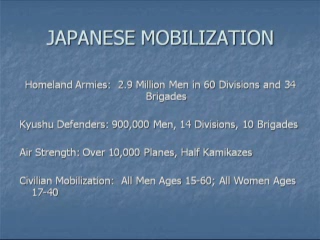 JAPANESE MOBILIZATION
Homeland Armies: 2.9 Million Men in 60 Divisions and 34
Brigades
Kyushu Defenders: 900,000 Men, 14 Divisions, 10 Brigades
Air Strength: Over 10,000 Planes, Half Kamikazes
Civilian Mobilization: All Men Ages 15-60; All Women Ages
17-40